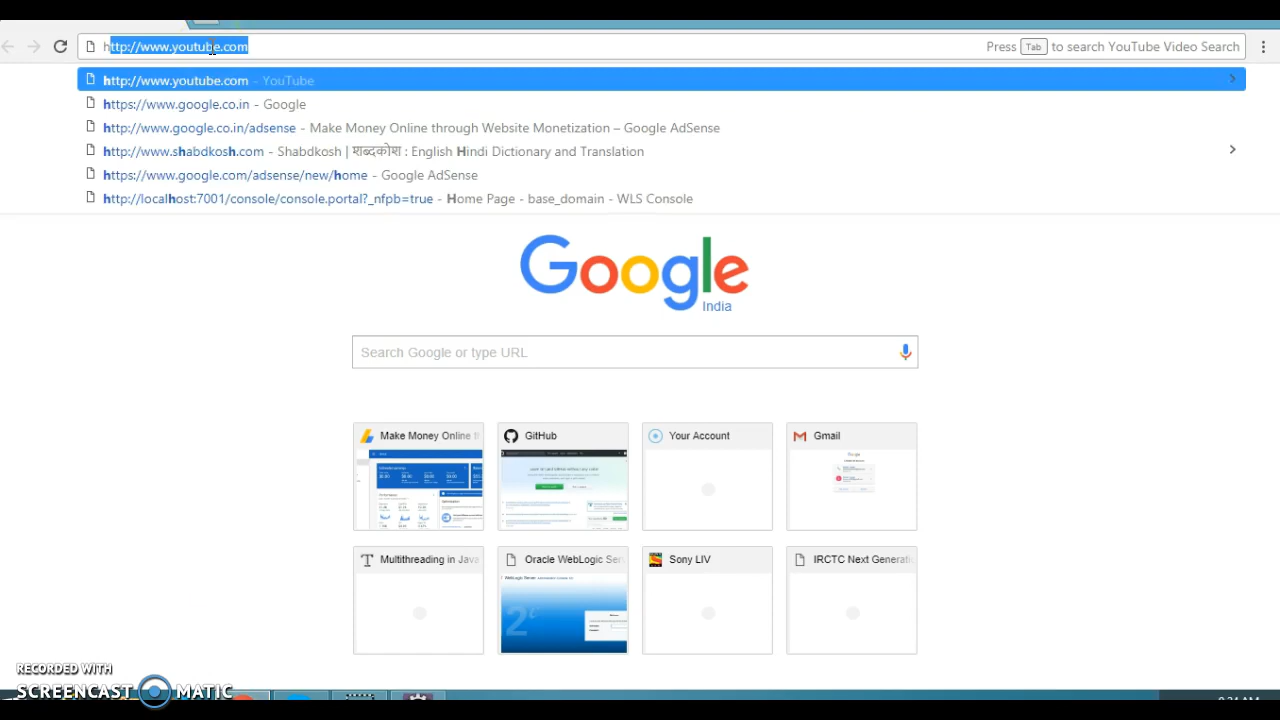 http://www.youtube.com Press Tab to search YouTube Video Search
http://www.youtube.com - YouTube
https://www.google.co.in - Google
http://www.google.co.in/adsense - Make Money Online through Website Monetization – Google AdSense
http://www.shabdkosh.com - Shabdkosh | शब्दकोश : English Hindi Dictionary and Translation
https://www.google.com/adsense/new/home - Google AdSense
http://localhost:7001/console/console.portal?_nfpb=true - Home Page - base_domain - WLS Console
Google
India
Search Google or type URL
Make Money Online t
GitHub
Your Account
Gmail
Multithreading in Java
Oracle WebLogic Ser
Sony LIV
IRCTC Next Generati
RECORDED WITH
SCREENCAST MATIC